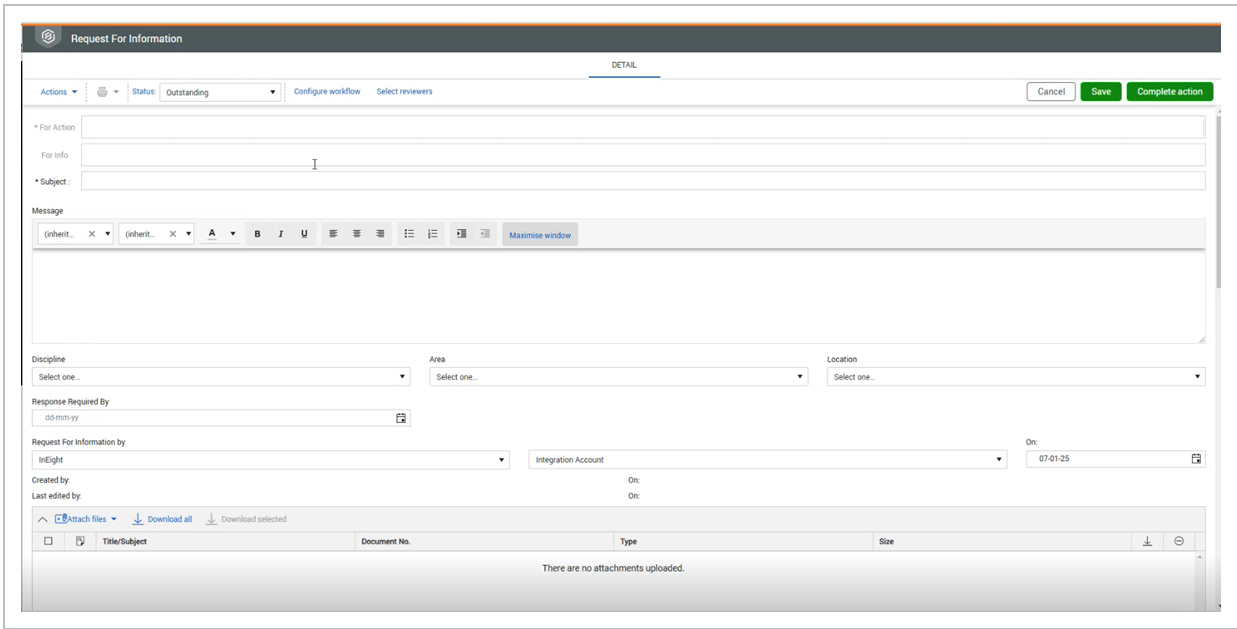 Request For Information
DETAIL
Actions Status: Outstanding Configure workflow Select reviewers Cancel Save Complete action
* For Action
For Info
* Subject :
Message
(inherit... (inherit... A B I U Maximise window
Discipline Area Location
Select one... Select one... Select one...
Response Required By
dd-mm-yy
Request For Information by On:
InEight Integration Account 07-01-25
Created by: On:
Last edited by: On:
Attach files Download all Download selected
Title/Subject Document No. Type Size
There are no attachments uploaded.